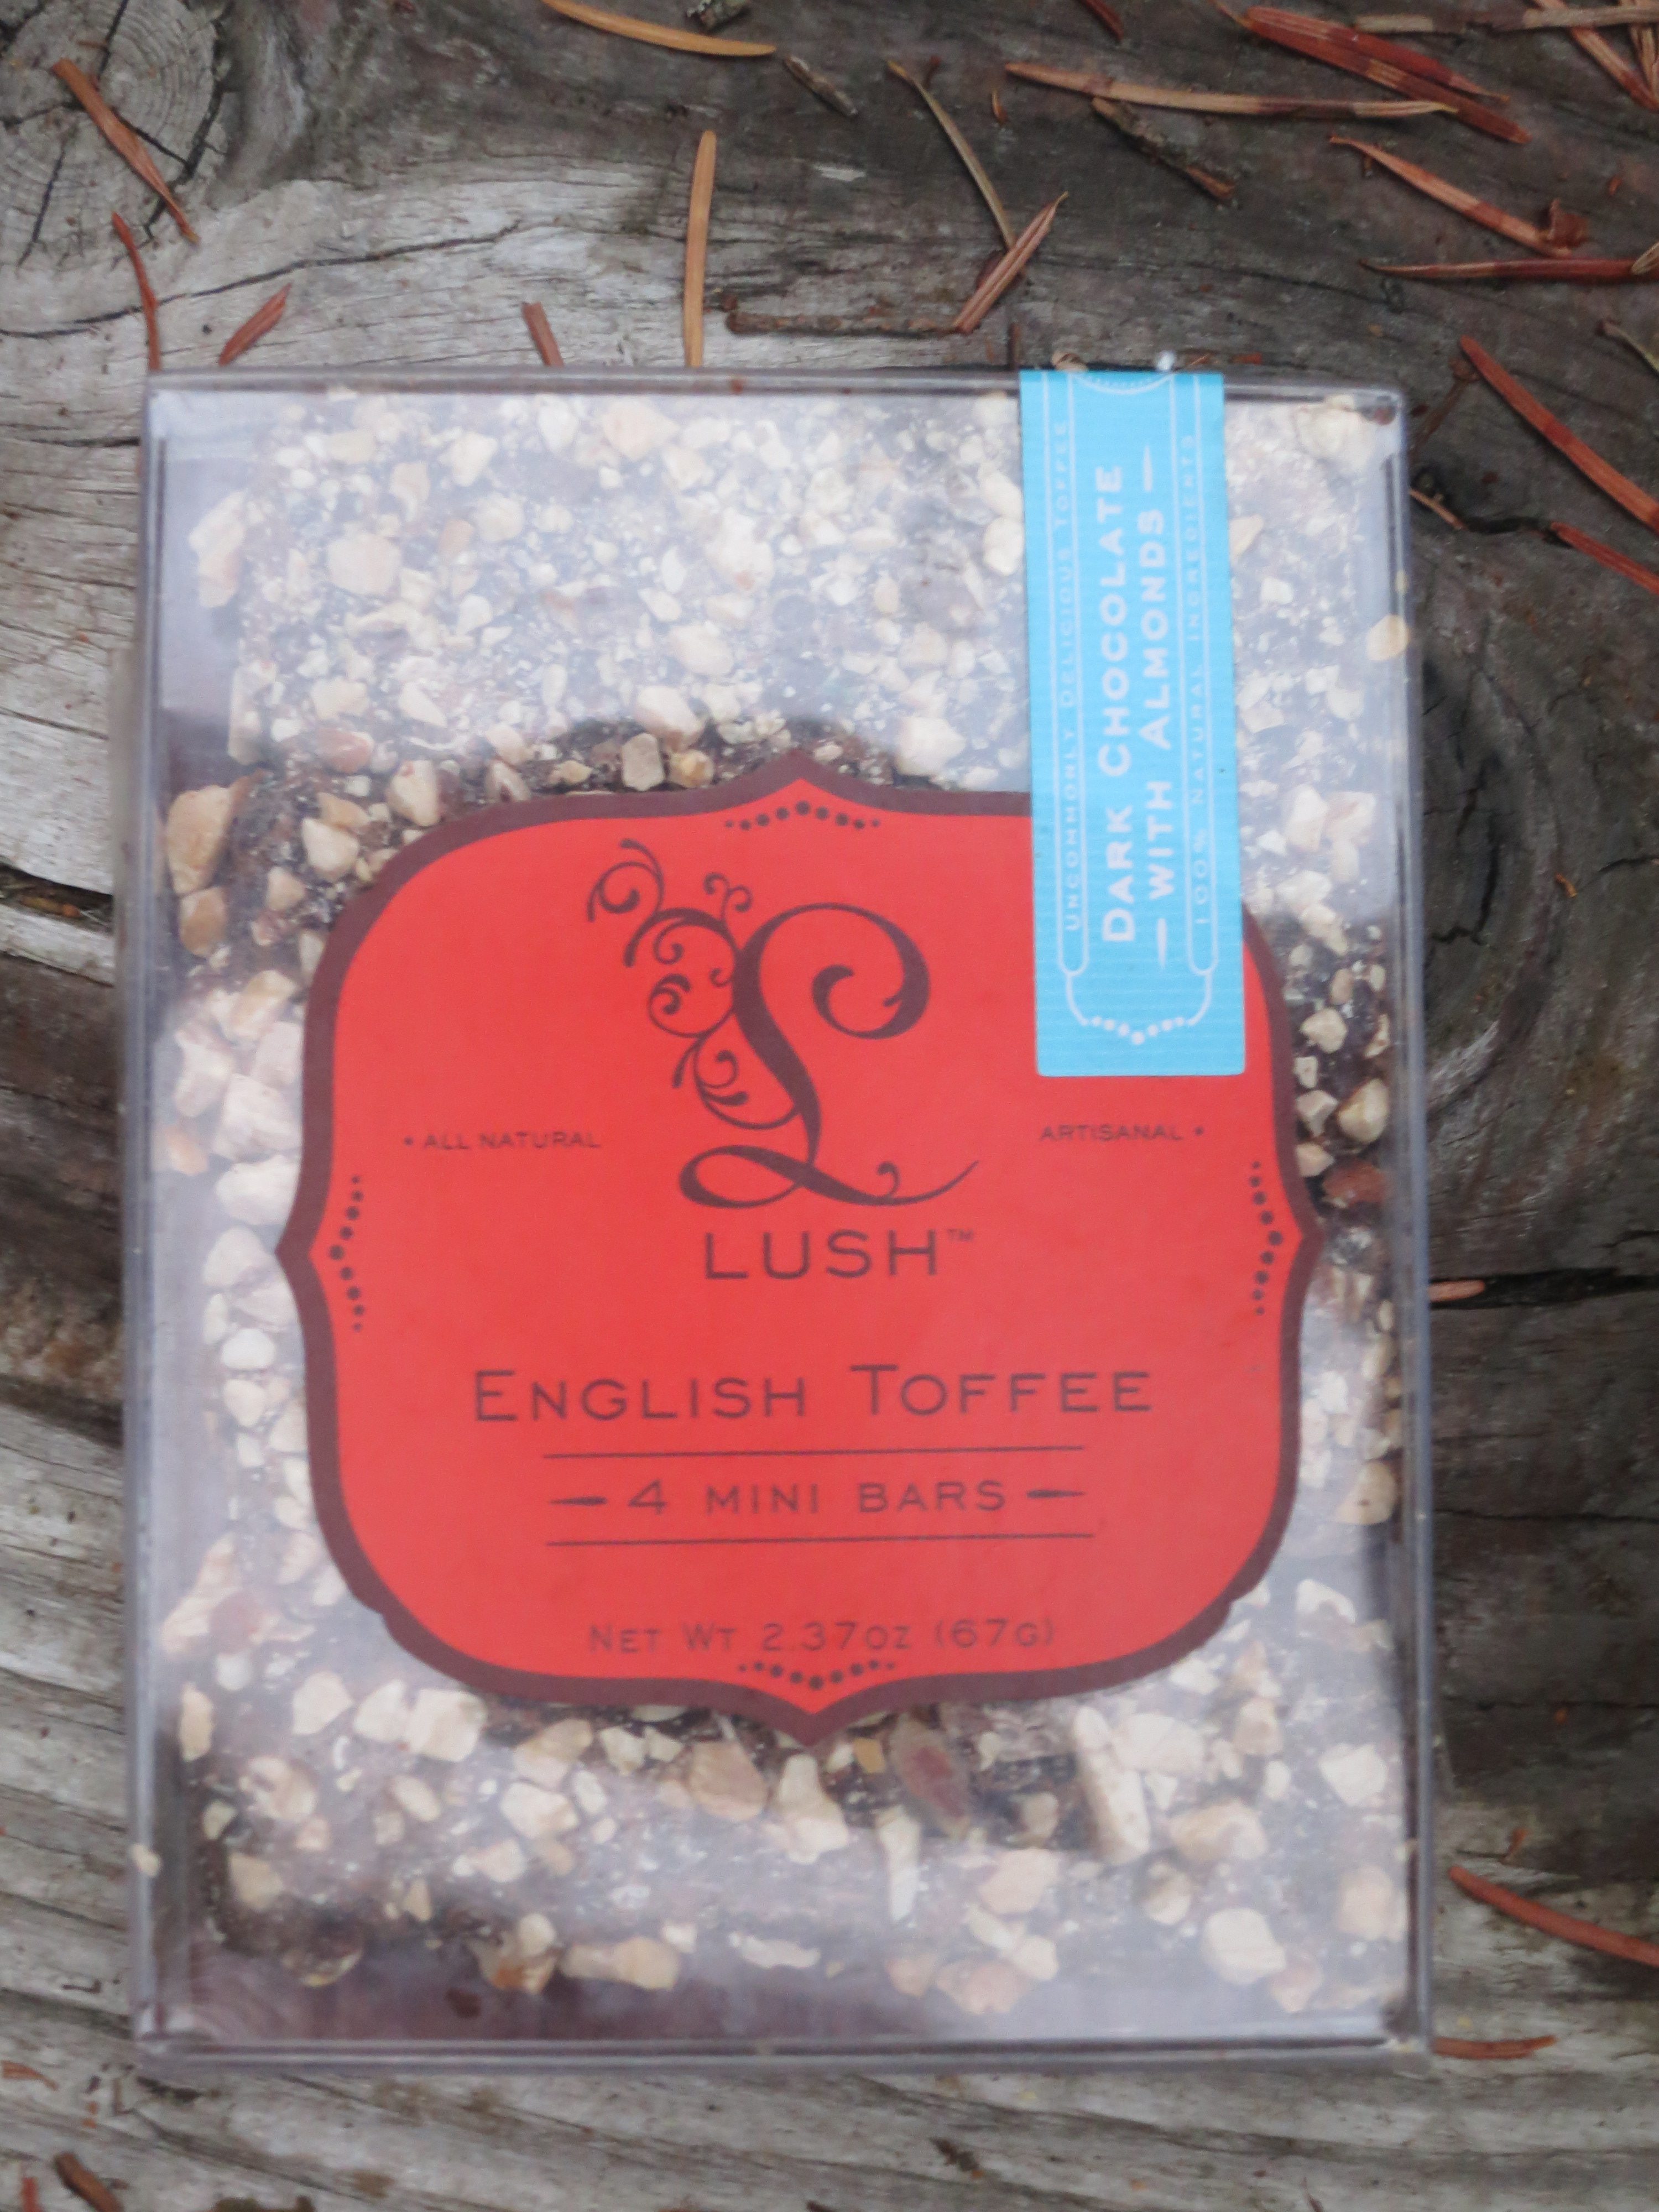 UNCOMMONLY DELICIOUS TOFFEE
DARK CHOCOLATE
WITH ALMONDS
100% NATURAL INGREDIENTS
L
• ALL NATURAL
ARTISANAL •
LUSH™
ENGLISH TOFFEE
4 MINI BARS
NET WT 2.37OZ (67G)